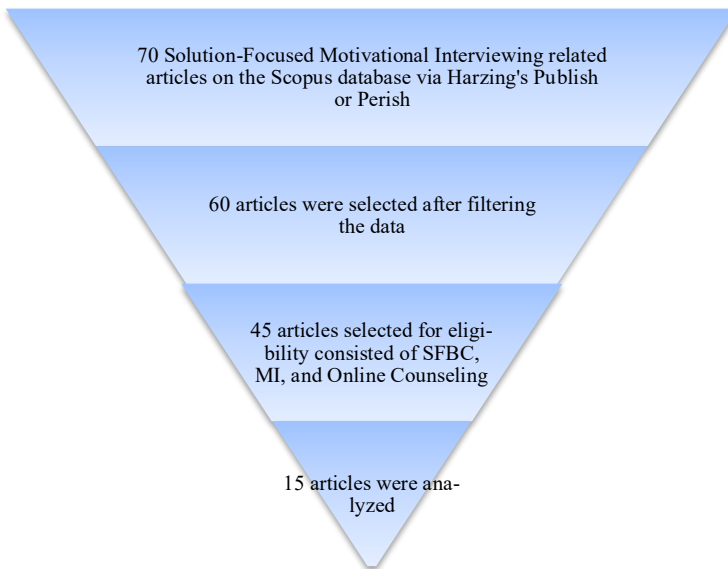 70 Solution-Focused Motivational Interviewing related
articles on the Scopus database via Harzing's Publish
or Perish
60 articles were selected after filtering
the data
45 articles selected for eligi-
bility consisted of SFBC,
MI, and Online Counseling
15 articles were ana-
lyzed